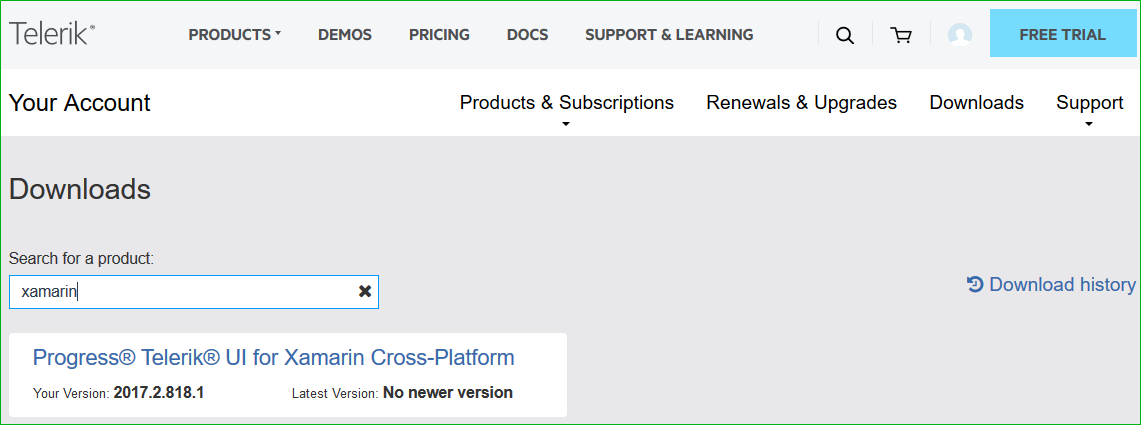 Telerik® PRODUCTS DEMOS PRICING DOCS SUPPORT & LEARNING FREE TRIAL
Your Account Products & Subscriptions Renewals & Upgrades Downloads Support
Downloads
Search for a product:
xamarin
Download history
Progress® Telerik® UI for Xamarin Cross-Platform
Your Version: 2017.2.818.1 Latest Version: No newer version